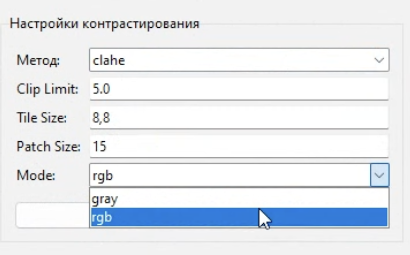 Настройки контрастирования
Метод: clahe
Clip Limit: 5.0
Tile Size: 8,8
Patch Size: 15
Mode: rgb
gray
rgb